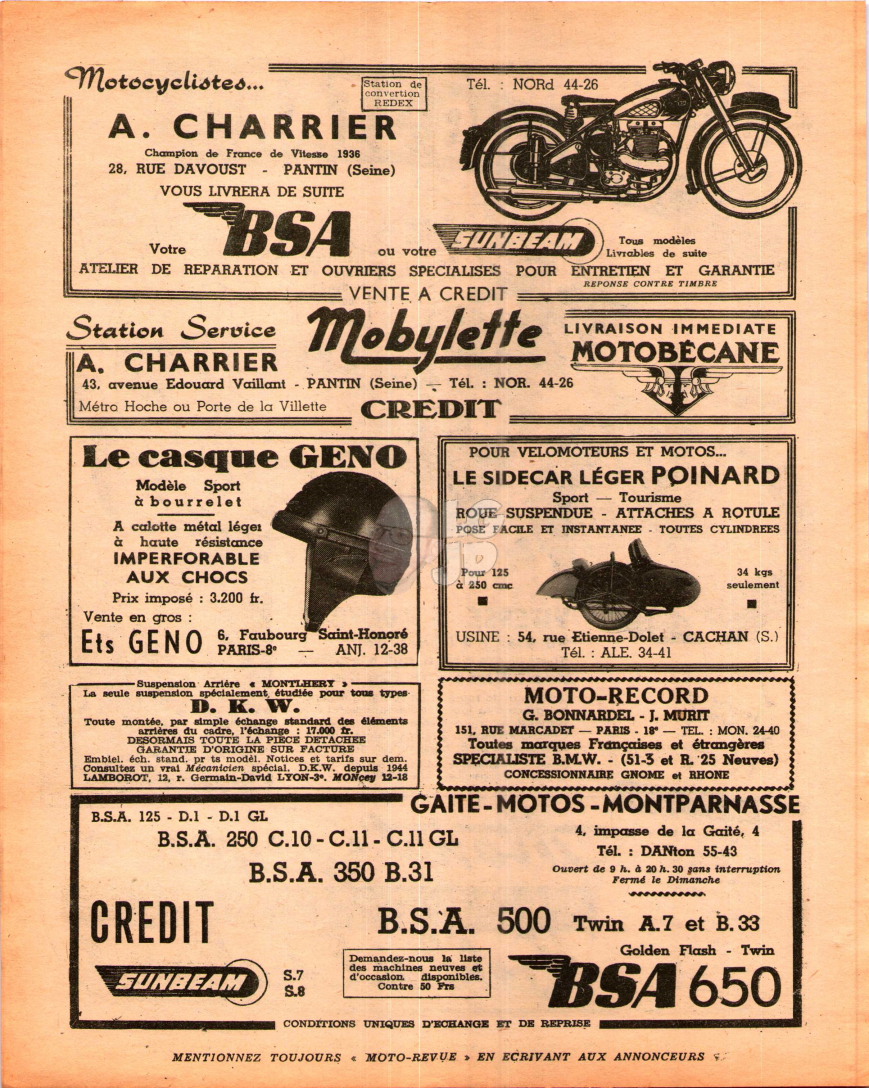 Motocyclistes...
Station de
convertion
REDEX
Tél. : NORd 44-26
A. CHARRIER
Champion de France de Vitesse 1936
28, RUE DAVOUST - PANTIN (Seine)
VOUS LIVRERA DE SUITE
Votre BSA ou votre SUNBEAM
Tous modèles
Livrables de suite
ATELIER DE REPARATION ET OUVRIERS SPECIALISES POUR ENTRETIEN ET GARANTIE
REPONSE CONTRE TIMBRE
VENTE A CREDIT
Station Service
Mobylette
LIVRAISON IMMEDIATE
MOTOBÉCANE
A. CHARRIER
43, avenue Edouard Vaillant - PANTIN (Seine) — Tél. : NOR. 44-26
Métro Hoche ou Porte de la Villette
CREDIT
Le casque GENO
Modèle Sport
à bourrelet
A calotte métal léger
à haute résistance
IMPERFORABLE
AUX CHOCS
Prix imposé : 3.200 fr.
Vente en gros :
Ets GENO
6, Faubourg Saint-Honoré
PARIS-8e — ANJ. 12-38
POUR VELOMOTEURS ET MOTOS...
LE SIDECAR LÉGER POINARD
Sport — Tourisme
ROUE SUSPENDUE - ATTACHES A ROTULE
POSE FACILE ET INSTANTANEE - TOUTES CYLINDREES
Pour 125
à 250 cmc
34 kgs
seulement
USINE : 54, rue Etienne-Dolet - CACHAN (S.)
Tél. : ALE. 34-41
JG
JP
Suspension Arrière « MONTLHERY »
La seule suspension spécialement étudiée pour tous types
D. K. W.
Toute montée, par simple échange standard des éléments
arrières du cadre, l'échange : 17.000 fr.
DESORMAIS TOUTE LA PIECE DETACHEE
GARANTIE D'ORIGINE SUR FACTURE
Embiel. éch. stand. pr ts modèl. Notices et tarifs sur dem.
Consultez un vrai Mécanicien spécial. D.K.W. depuis 1944
LAMBOROT, 12, r. Germain-David LYON-3e. MONcey 12-18
MOTO-RECORD
G. BONNARDEL - J. MURIT
151, RUE MARCADET — PARIS - 18e — TEL. : MON. 24-40
Toutes marques Françaises et étrangères
SPECIALISTE B.M.W. - (51-3 et R. 25 Neuves)
CONCESSIONNAIRE GNOME et RHONE
GAITE-MOTOS-MONTPARNASSE
4, impasse de la Gaité, 4
Tél. : DANton 55-43
Ouvert de 9 h. à 20 h. 30 sans interruption
Fermé le Dimanche
B.S.A. 125 - D.1 - D.1 GL
B.S.A. 250 C.10 - C.11 - C.11 GL
B.S.A. 350 B.31
CREDIT
B.S.A. 500 Twin A.7 et B.33
SUNBEAM
S.7
S.8
Demandez-nous la liste
des machines neuves et
d'occasion disponibles.
Contre 50 Frs
Golden Flash - Twin
BSA 650
CONDITIONS UNIQUES D'ECHANGE ET DE REPRISE
MENTIONNEZ TOUJOURS « MOTO-REVUE » EN ECRIVANT AUX ANNONCEURS